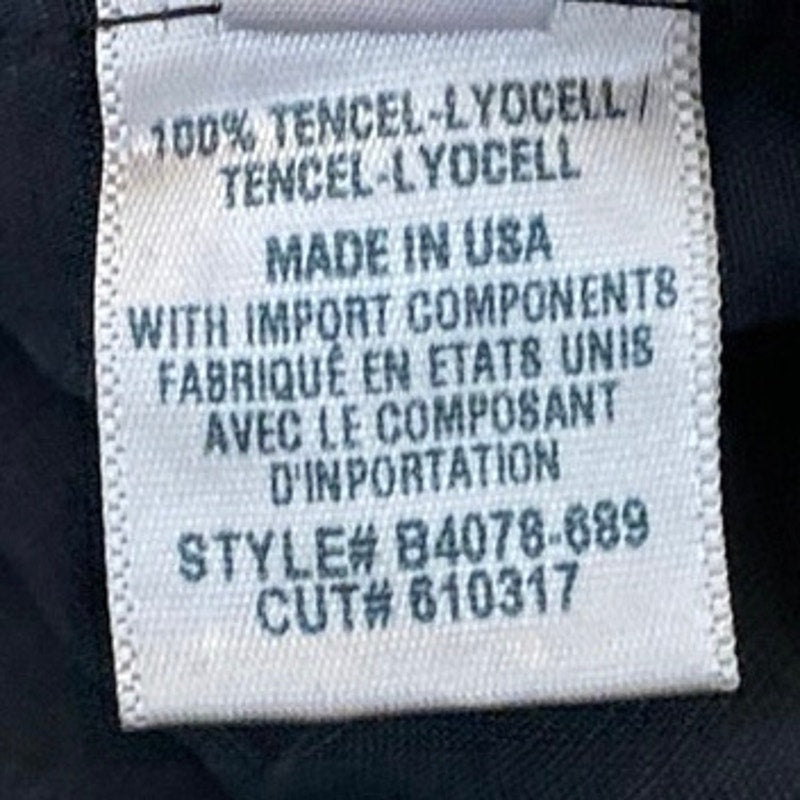 100% TENCEL-LYOCELL /
TENCEL-LYOCELL
MADE IN USA
WITH IMPORT COMPONENTS
FABRIQUÉ EN ETATS UNIS
AVEC LE COMPOSANT
D'INPORTATION
STYLE# B4078-689
CUT# 610317